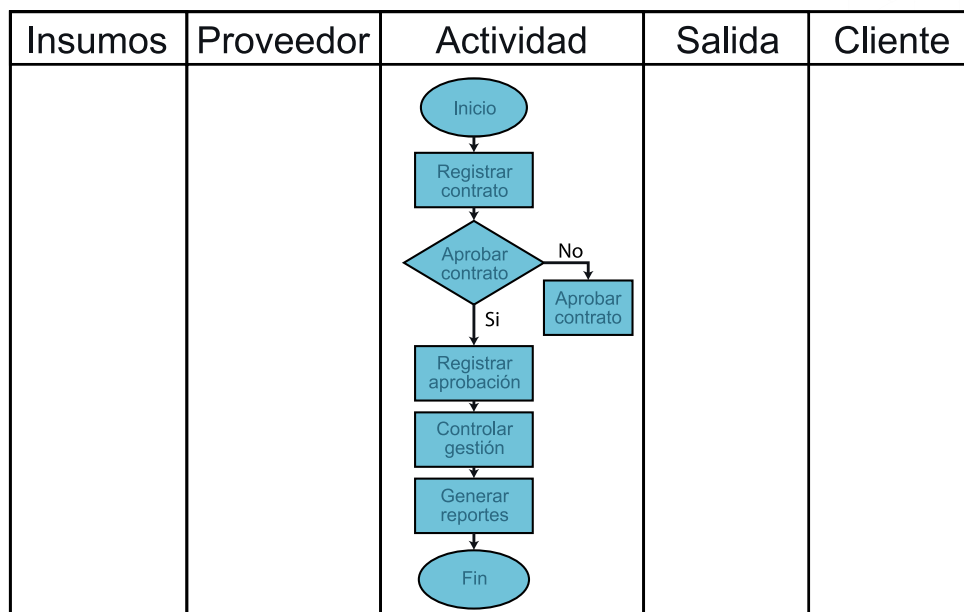 Insumos Proveedor Actividad Salida Cliente
Inicio
Registrar
contrato
Aprobar
contrato
No
Aprobar
contrato
Si
Registrar
aprobación
Controlar
gestión
Generar
reportes
Fin